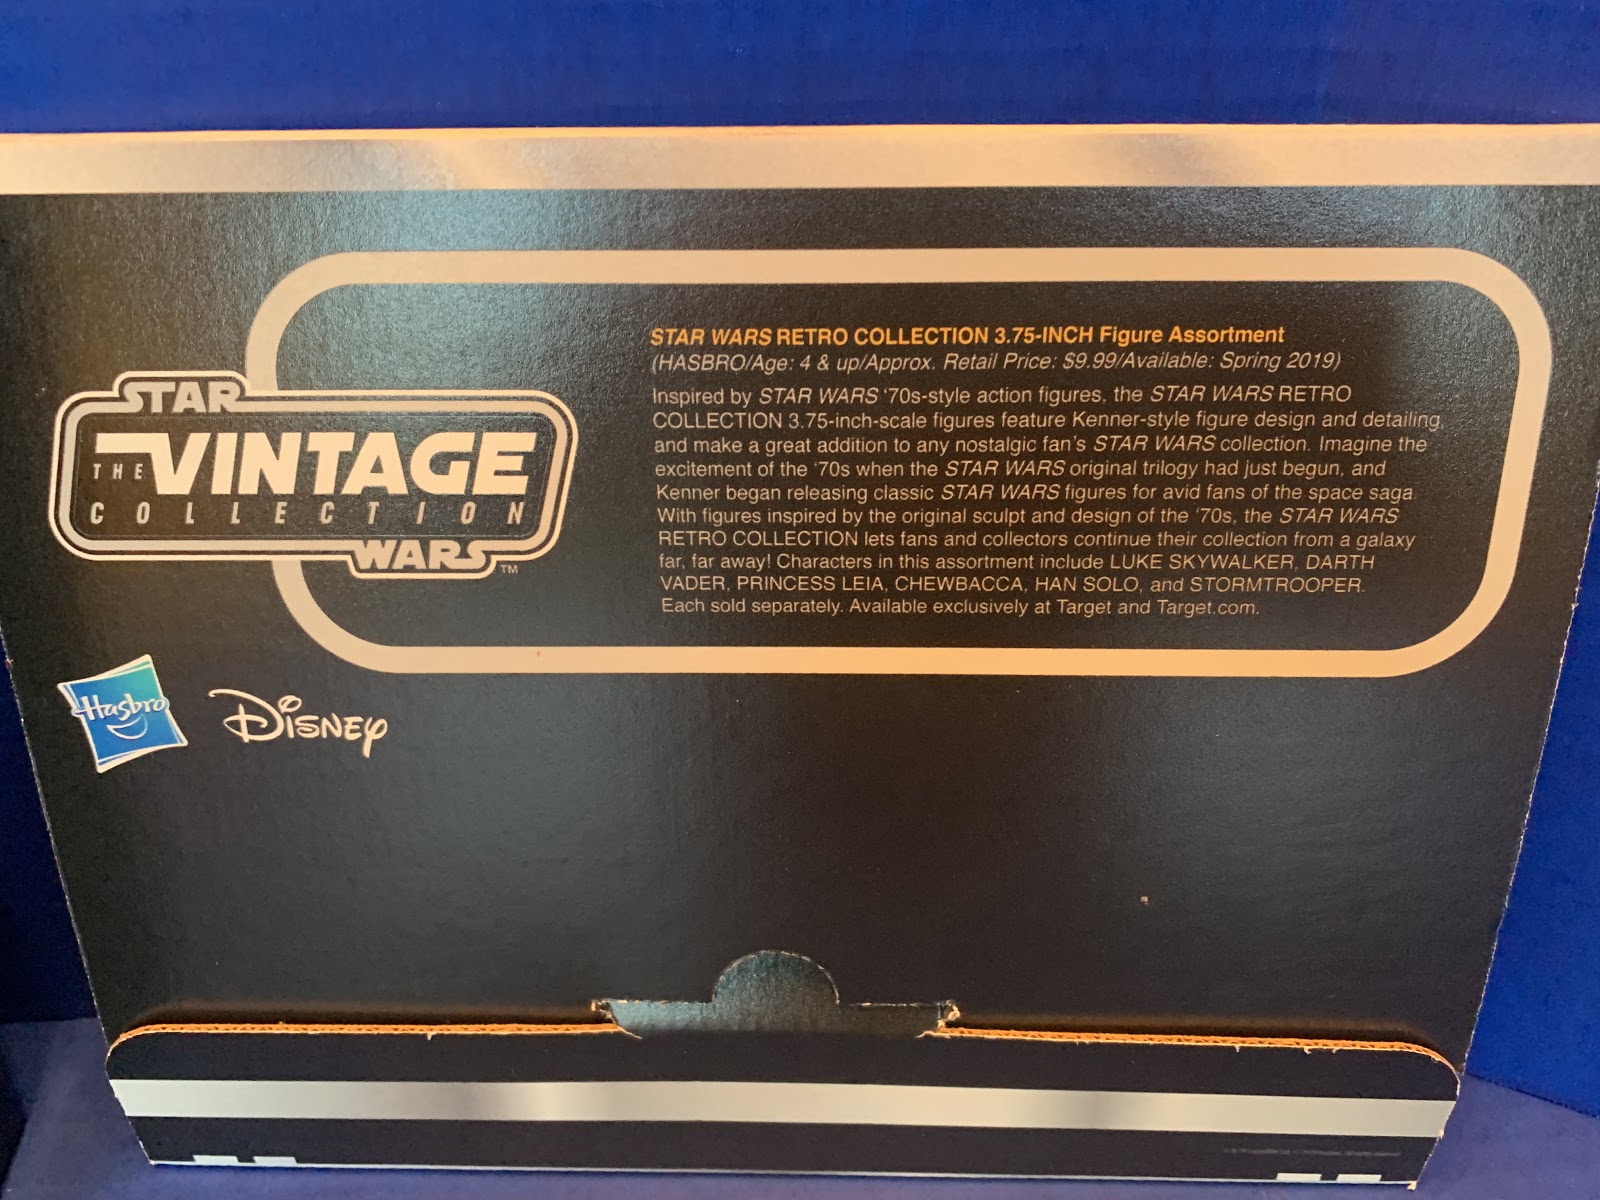 STAR
THE VINTAGE
COLLECTION
WARS™
STAR WARS RETRO COLLECTION 3.75-INCH Figure Assortment
(HASBRO/Age: 4 & up/Approx. Retail Price: $9.99/Available: Spring 2019)
Inspired by STAR WARS '70s-style action figures, the STAR WARS RETRO
COLLECTION 3.75-inch-scale figures feature Kenner-style figure design and detailing,
and make a great addition to any nostalgic fan's STAR WARS collection. Imagine the
excitement of the '70s when the STAR WARS original trilogy had just begun, and
Kenner began releasing classic STAR WARS figures for avid fans of the space saga.
With figures inspired by the original sculpt and design of the '70s, the STAR WARS
RETRO COLLECTION lets fans and collectors continue their collection from a galaxy
far, far away! Characters in this assortment include LUKE SKYWALKER, DARTH
VADER, PRINCESS LEIA, CHEWBACCA, HAN SOLO, and STORMTROOPER.
Each sold separately. Available exclusively at Target and Target.com.
Hasbro
Disney